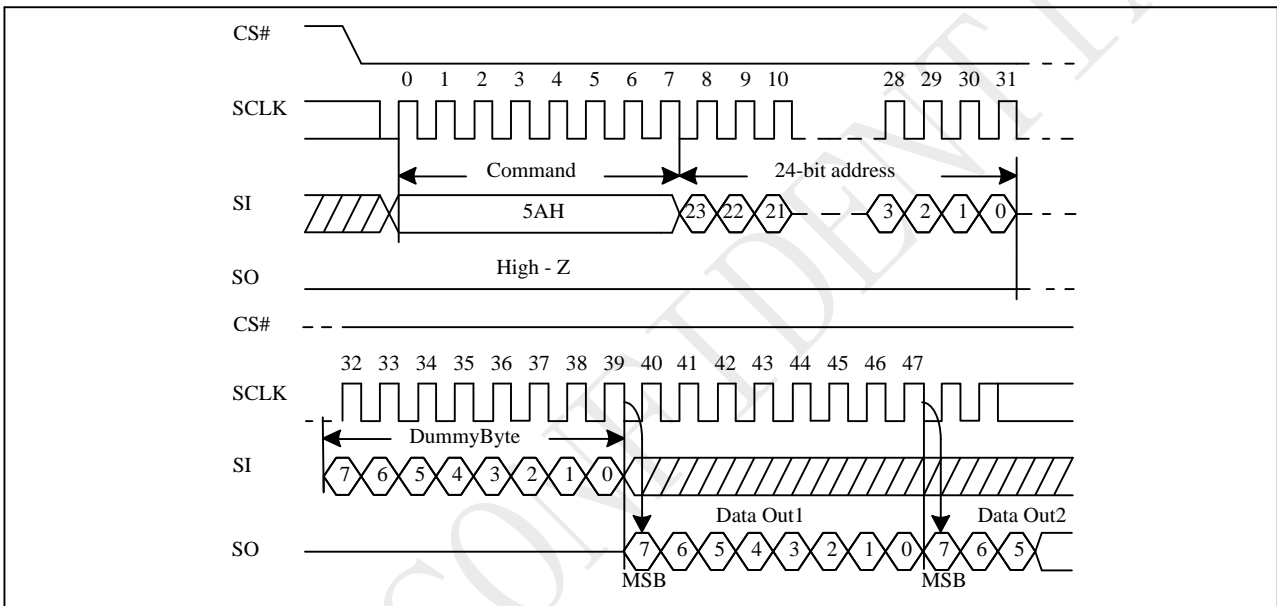 CS#
0 1 2 3 4 5 6 7 8 9 10 28 29 30 31
SCLK
Command 24-bit address
SI 5AH 23 22 21 3 2 1 0
High - Z
SO
CS#
32 33 34 35 36 37 38 39 40 41 42 43 44 45 46 47
SCLK
DummyByte
SI 7 6 5 4 3 2 1 0
Data Out1 Data Out2
SO 7 6 5 4 3 2 1 0 7 6 5
MSB MSB